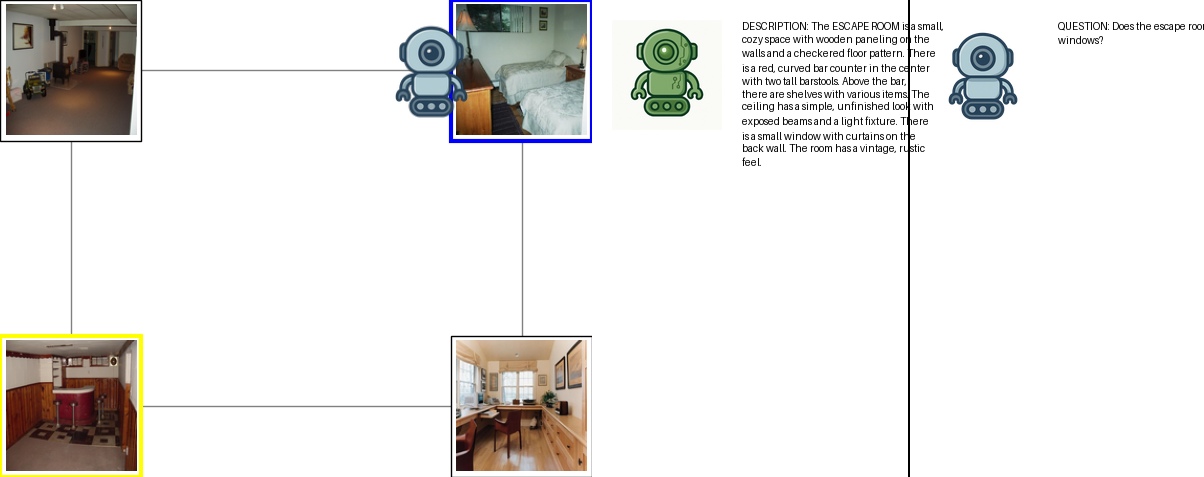 DESCRIPTION: The ESCAPE ROOM is a small,
cozy space with wooden paneling on the
walls and a checkered floor pattern. There
is a red, curved bar counter in the center
with two tall barstools. Above the bar,
there are shelves with various items. The
ceiling has a simple, unfinished look with
exposed beams and a light fixture. There
is a small window with curtains on the
back wall. The room has a vintage, rustic
feel.
QUESTION: Does the escape roo
windows?